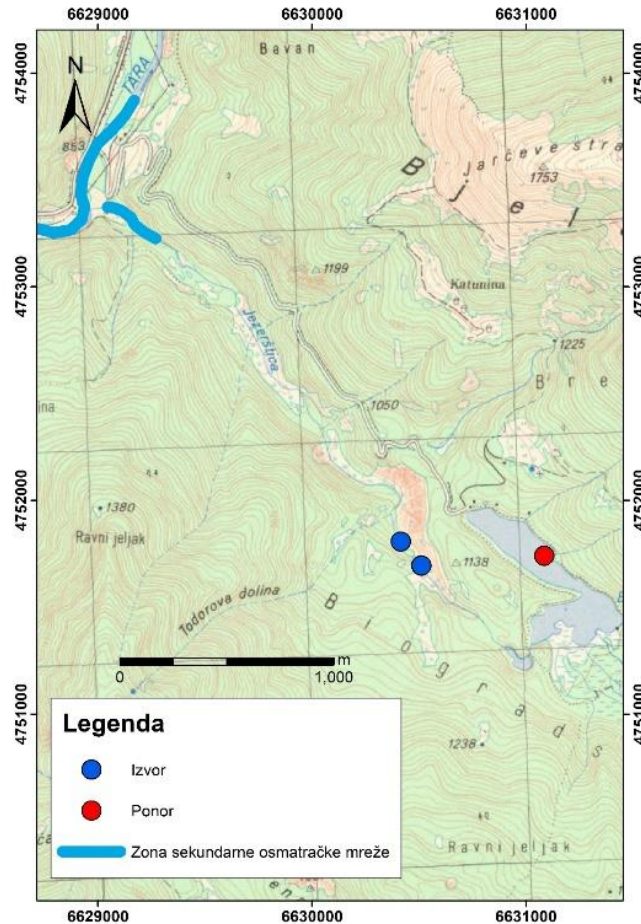 6629000 6630000 6631000
4754000 4754000
Bavan
N
TARA
853
Jarčeve stra
1753
B j e l
4753000 4753000
1199
Katunina
Jezerštica
1225
ina
B r e
1050
4752000 4752000
1380
Ravni jeljak
1138
Todorova dolina
B i o g r a d s
m
0 1,000
4751000 4751000
Legenda
Izvor
Ponor
Zona sekundarne osmatračke mreže
1238
Ravni jeljak
6629000 6630000 6631000